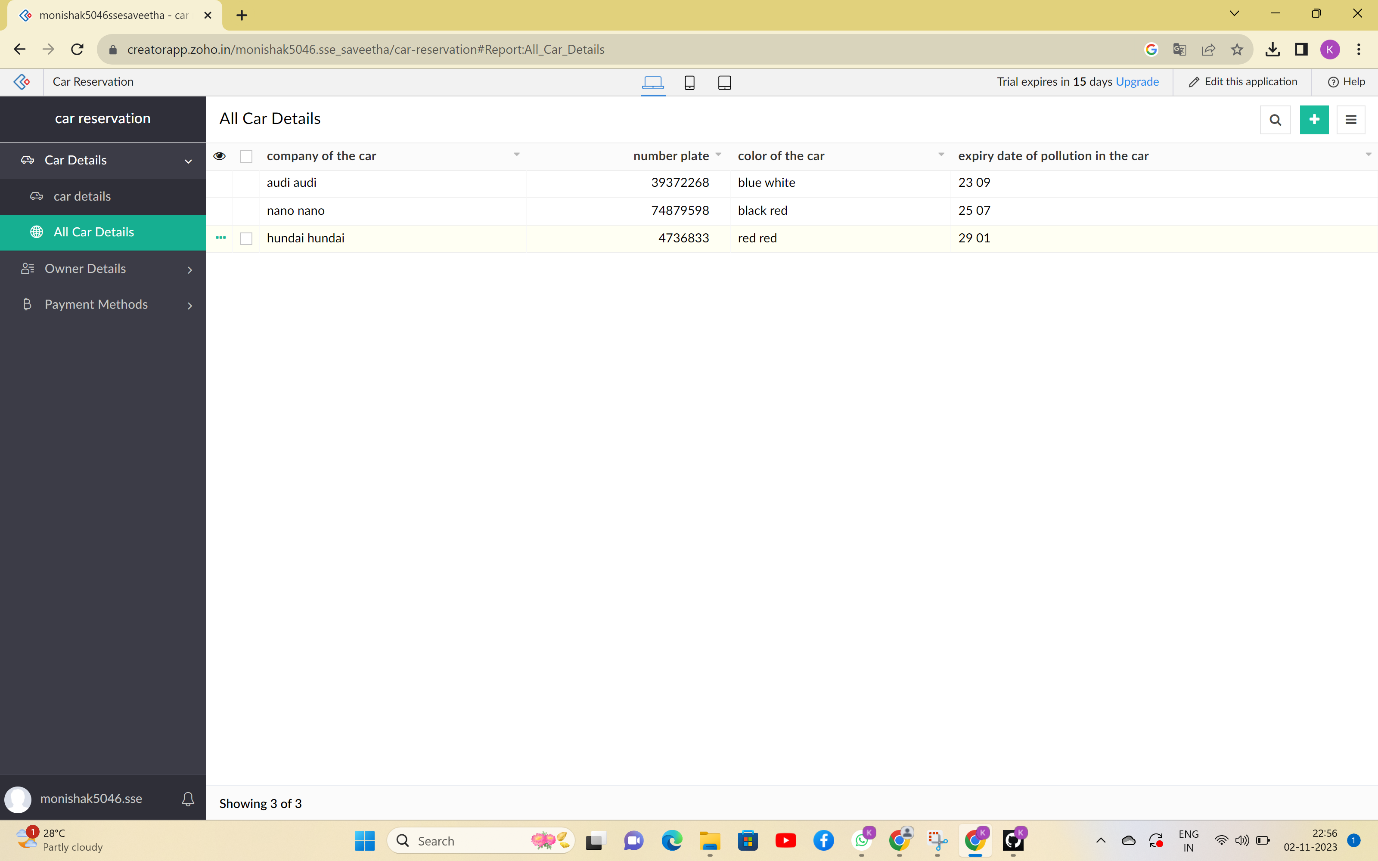 monishak5046ssesaveetha - car
creatorapp.zoho.in/monishak5046.sse_saveetha/car-reservation#Report:All_Car_Details
K
Car Reservation
Trial expires in 15 days Upgrade
Edit this application
Help
car reservation
Car Details
car details
All Car Details
Owner Details
Payment Methods
monishak5046.sse
All Car Details
company of the car number plate color of the car expiry date of pollution in the car
audi audi 39372268 blue white 23 09
nano nano 74879598 black red 25 07
hundai hundai 4736833 red red 29 01
Showing 3 of 3
1
28°C
Partly cloudy
Search
K
K
K
ENG
IN
22:56
02-11-2023
1